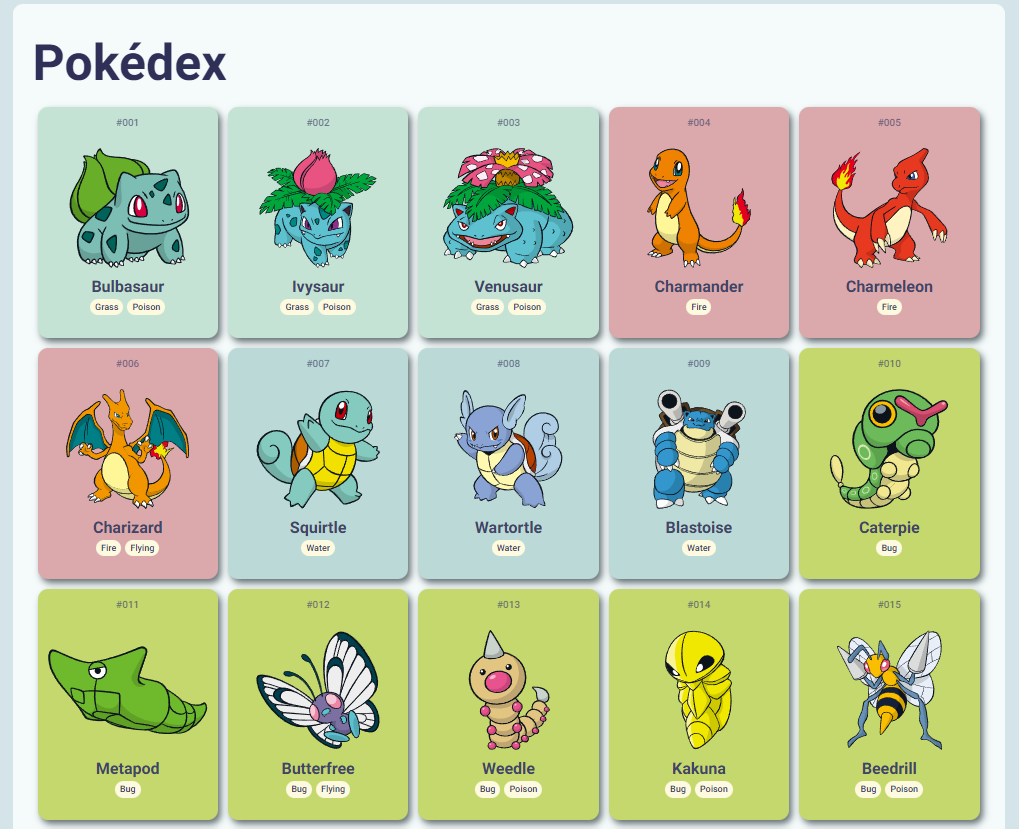 Pokédex
#001
Bulbasaur
Grass Poison
#002
Ivysaur
Grass Poison
#003
Venusaur
Grass Poison
#004
Charmander
Fire
#005
Charmeleon
Fire
#006
Charizard
Fire Flying
#007
Squirtle
Water
#008
Wartortle
Water
#009
Blastoise
Water
#010
Caterpie
Bug
#011
Metapod
Bug
#012
Butterfree
Bug Flying
#013
Weedle
Bug Poison
#014
Kakuna
Bug Poison
#015
Beedrill
Bug Poison